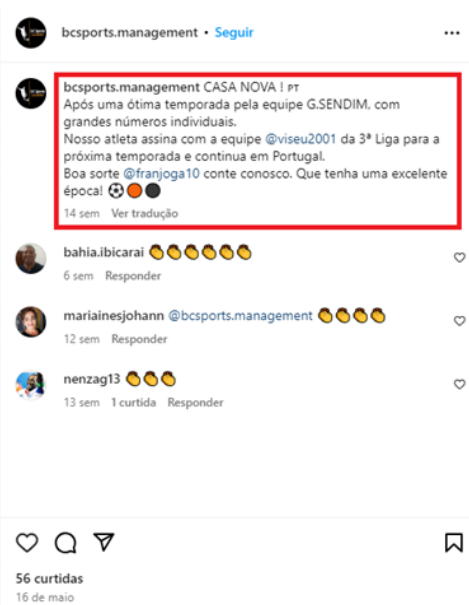 bcsports.management • Seguir
bcsports.management CASA NOVA ! PT
Após uma ótima temporada pela equipe G.SENDIM, com
grandes números individuais.
Nosso atleta assina com a equipe @viseu2001 da 3ª Liga para a
próxima temporada e continua em Portugal.
Boa sorte @franjoga10 conte conosco. Que tenha uma excelente
época! ⚽🟠⚫
14 sem Ver tradução
bahia.ibicarai 👏👏👏👏👏👏
6 sem Responder
mariainesjohann @bcsports.management 👏👏👏👏
12 sem Responder
nenzag13 👏👏👏
13 sem 1 curtida Responder
56 curtidas
16 de maio